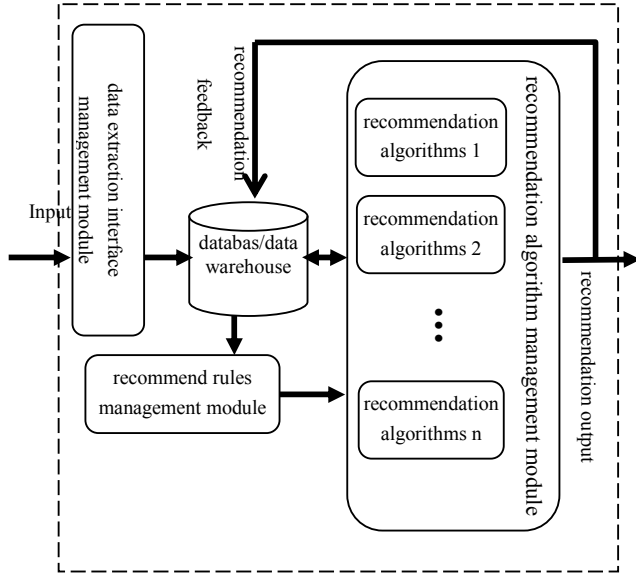 Input
data extraction interface
management module
recommendation
feedback
databas/data
warehouse
recommend rules
management module
recommendation
algorithms 1
recommendation
algorithms 2
recommendation
algorithms n
recommendation algorithm management module
recommendation output